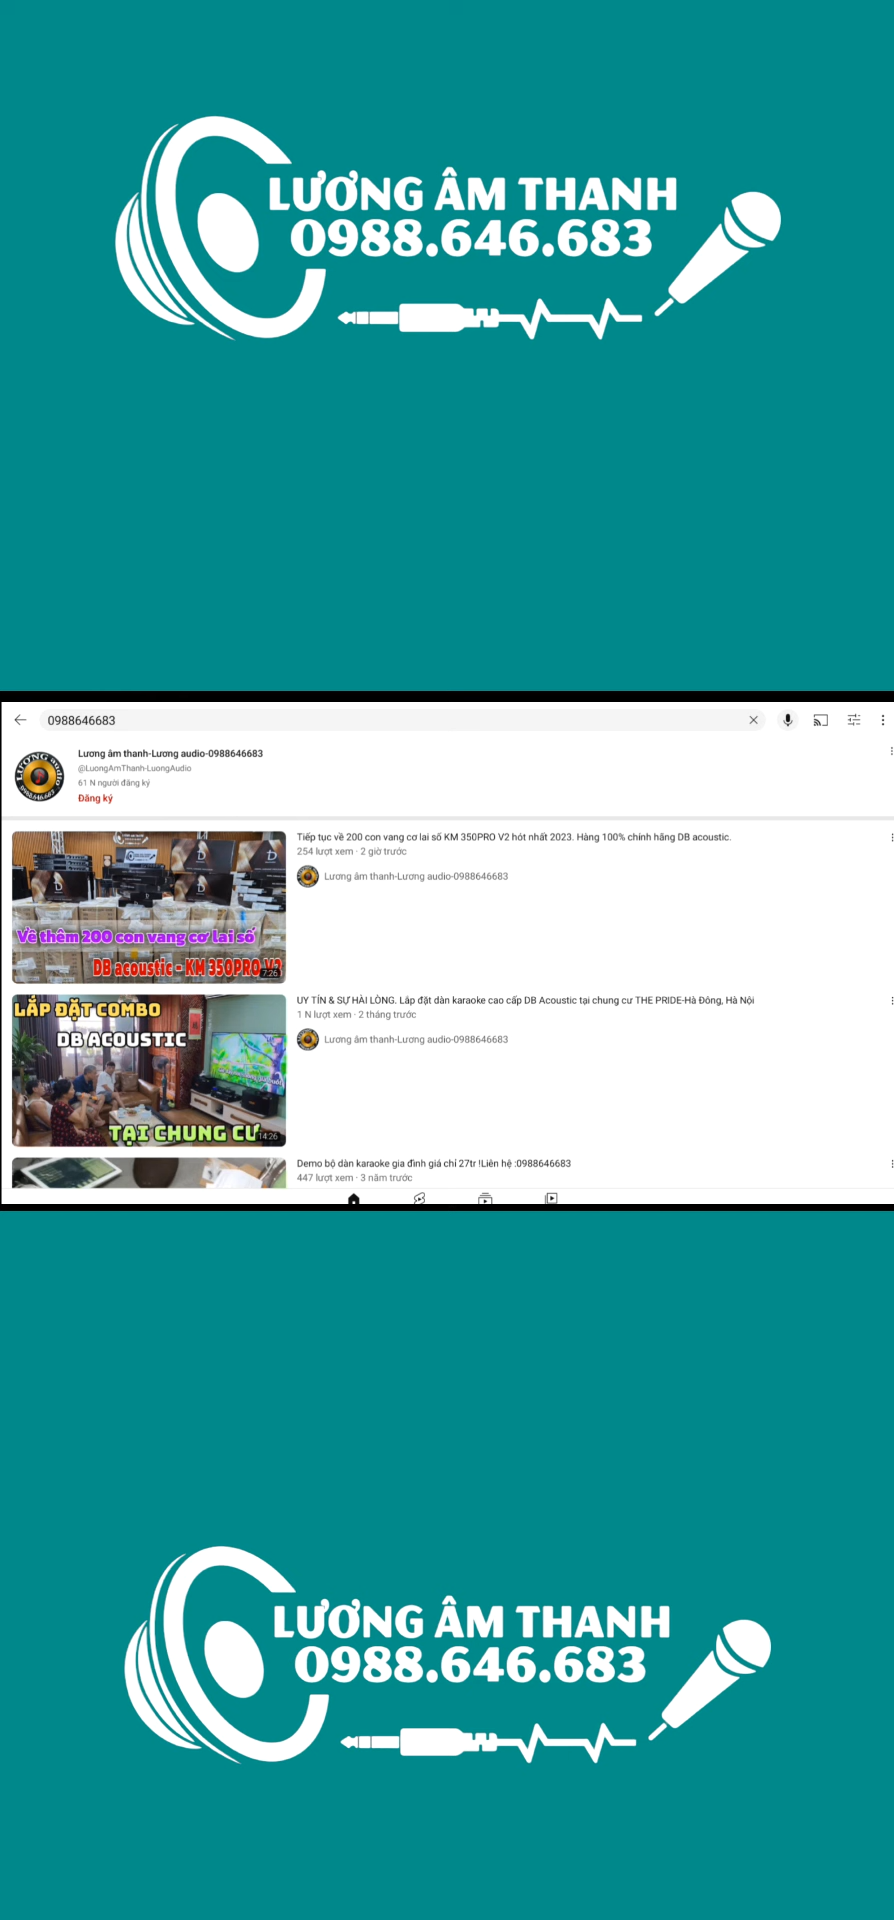 LƯƠNG ÂM THANH
0988.646.683
0988646683
Lương âm thanh-Lương audio-0988646683
@LuongAmThanh-LuongAudio
61 N người đăng ký
Đăng ký
LƯƠNG audio
0988.646.683
Tiếp tục về 200 con vang cơ lai số KM 350PRO V2 hót nhất 2023. Hàng 100% chính hãng DB acoustic.
254 lượt xem · 2 giờ trước
Lương âm thanh-Lương audio-0988646683
Về thêm 200 con vang cơ lai số
DB acoustic - KM 350PRO V2
7:26
UY TÍN & SỰ HÀI LÒNG. Lắp đặt dàn karaoke cao cấp DB Acoustic tại chung cư THE PRIDE-Hà Đông, Hà Nội
1 N lượt xem · 2 tháng trước
Lương âm thanh-Lương audio-0988646683
LẮP ĐẶT COMBO
DB ACOUSTIC
TẠI CHUNG CƯ
14:26
Demo bộ dàn karaoke gia đình giá chỉ 27tr !Liên hệ :0988646683
447 lượt xem · 3 năm trước
LƯƠNG ÂM THANH
0988.646.683